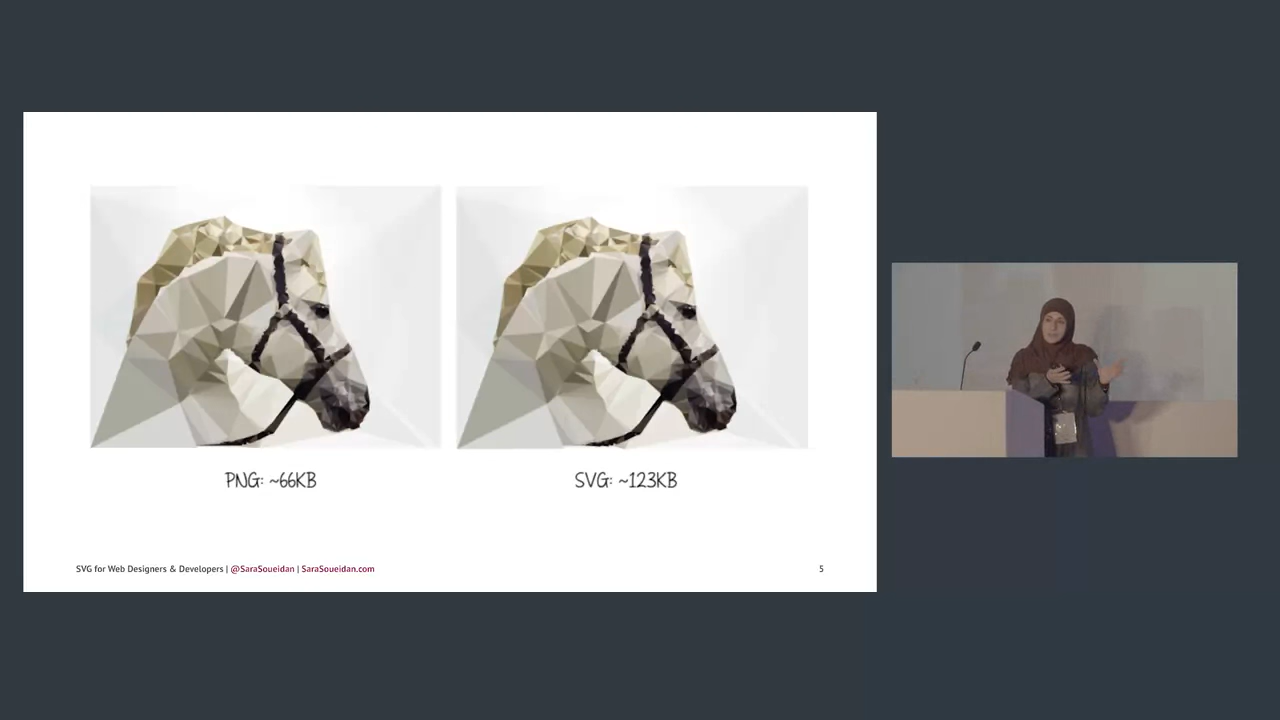 PNG: ~66KB
SVG: ~123KB
SVG for Web Designers & Developers | @SaraSoueidan | SaraSoueidan.com
5